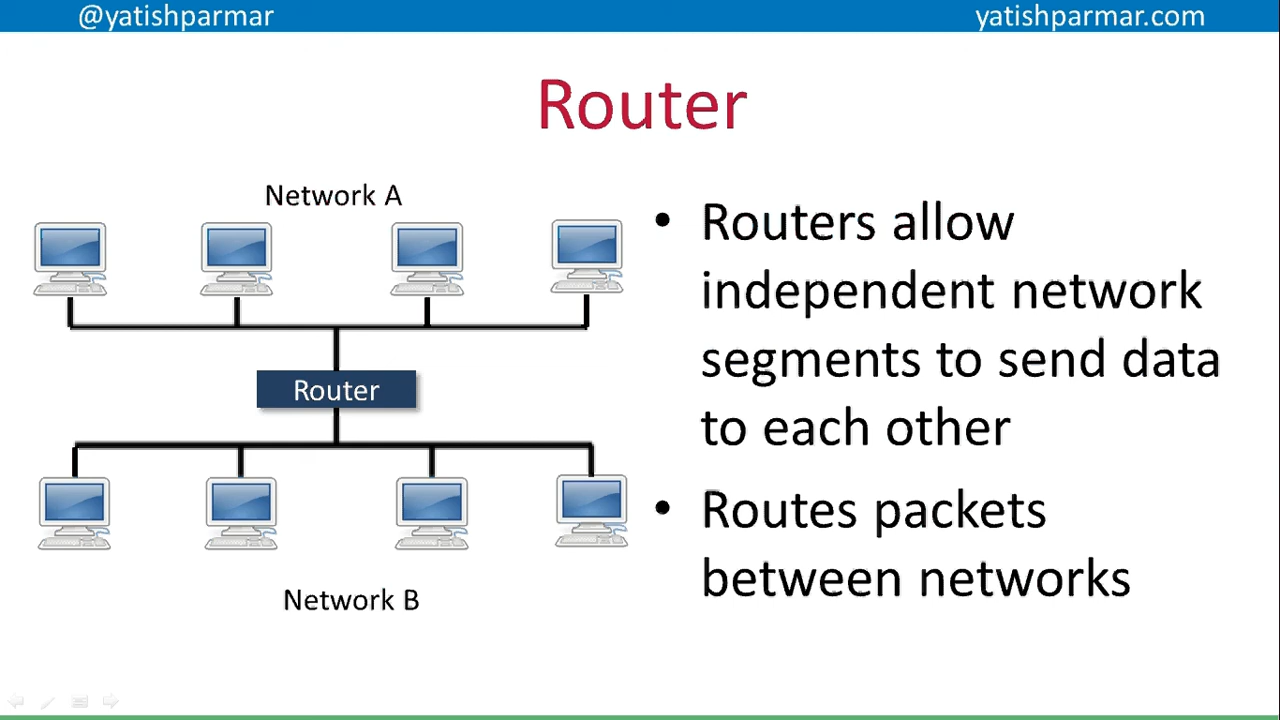 @yatishparmar
yatishparmar.com
Router
Network A
Router
Network B
• Routers allow
independent network
segments to send data
to each other
• Routes packets
between networks